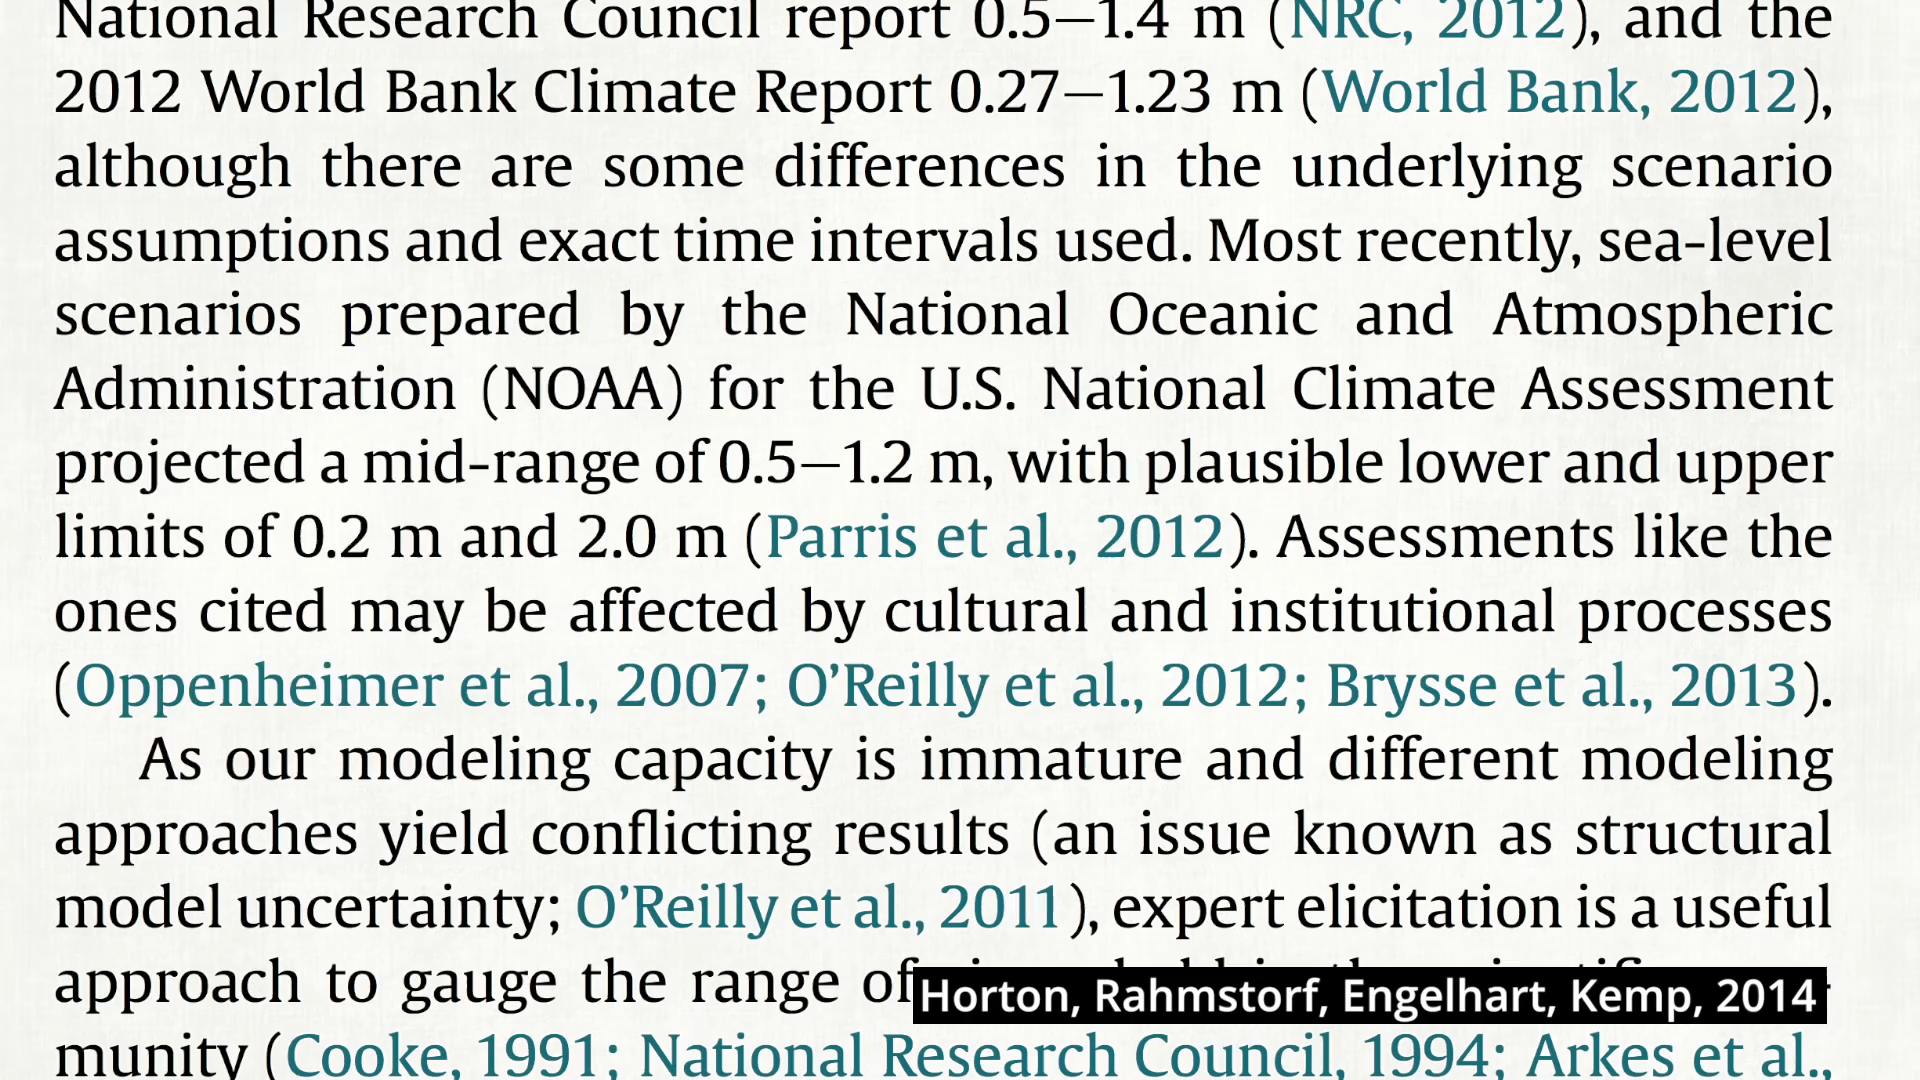 National Research Council report 0.5—1.4 m (NRC, 2012), and the
2012 World Bank Climate Report 0.27—1.23 m (World Bank, 2012),
although there are some differences in the underlying scenario
assumptions and exact time intervals used. Most recently, sea-level
scenarios prepared by the National Oceanic and Atmospheric
Administration (NOAA) for the U.S. National Climate Assessment
projected a mid-range of 0.5—1.2 m, with plausible lower and upper
limits of 0.2 m and 2.0 m (Parris et al., 2012). Assessments like the
ones cited may be affected by cultural and institutional processes
(Oppenheimer et al., 2007; O'Reilly et al., 2012; Brysse et al., 2013).
As our modeling capacity is immature and different modeling
approaches yield conflicting results (an issue known as structural
model uncertainty; O'Reilly et al., 2011), expert elicitation is a useful
approach to gauge the range of
Horton, Rahmstorf, Engelhart, Kemp, 2014
munity (Cooke, 1991; National Research Council, 1994; Arkes et al.,